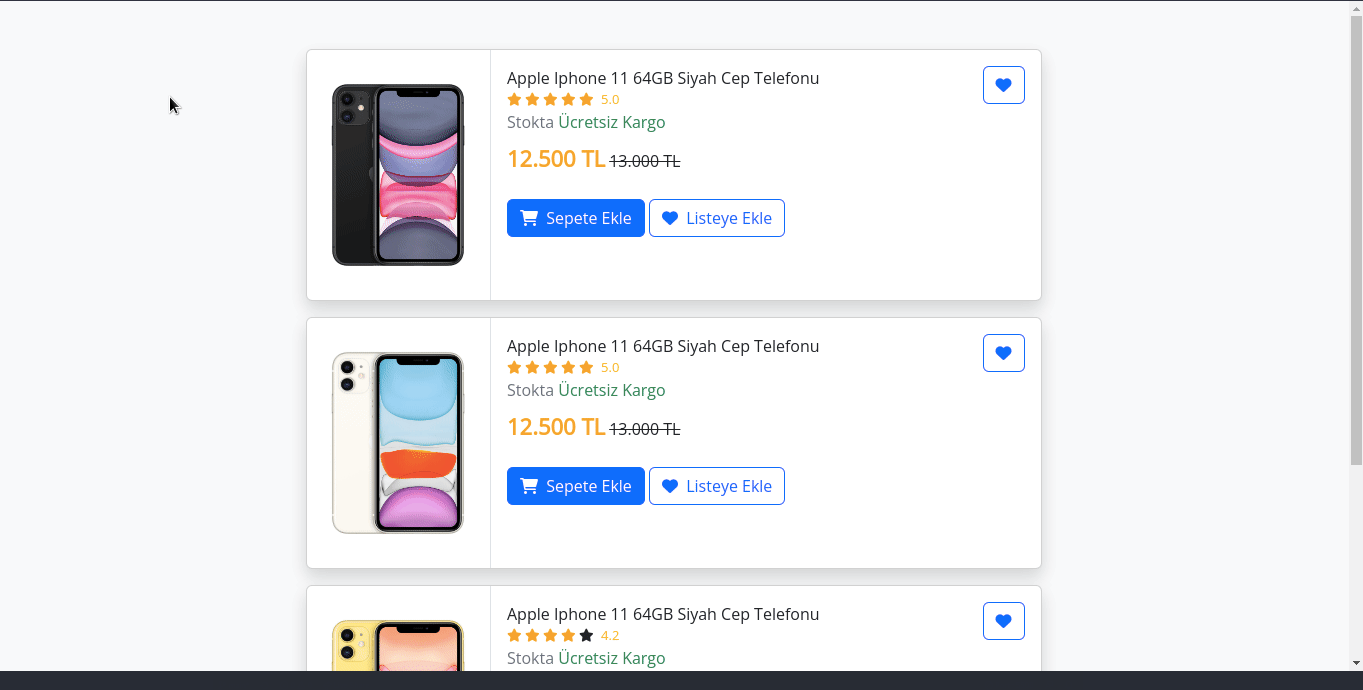 Apple Iphone 11 64GB Siyah Cep Telefonu
5.0
Stokta Ücretsiz Kargo
12.500 TL 13.000 TL
Sepete Ekle Listeye Ekle
Apple Iphone 11 64GB Siyah Cep Telefonu
5.0
Stokta Ücretsiz Kargo
12.500 TL 13.000 TL
Sepete Ekle Listeye Ekle
Apple Iphone 11 64GB Siyah Cep Telefonu
4.2
Stokta Ücretsiz Kargo